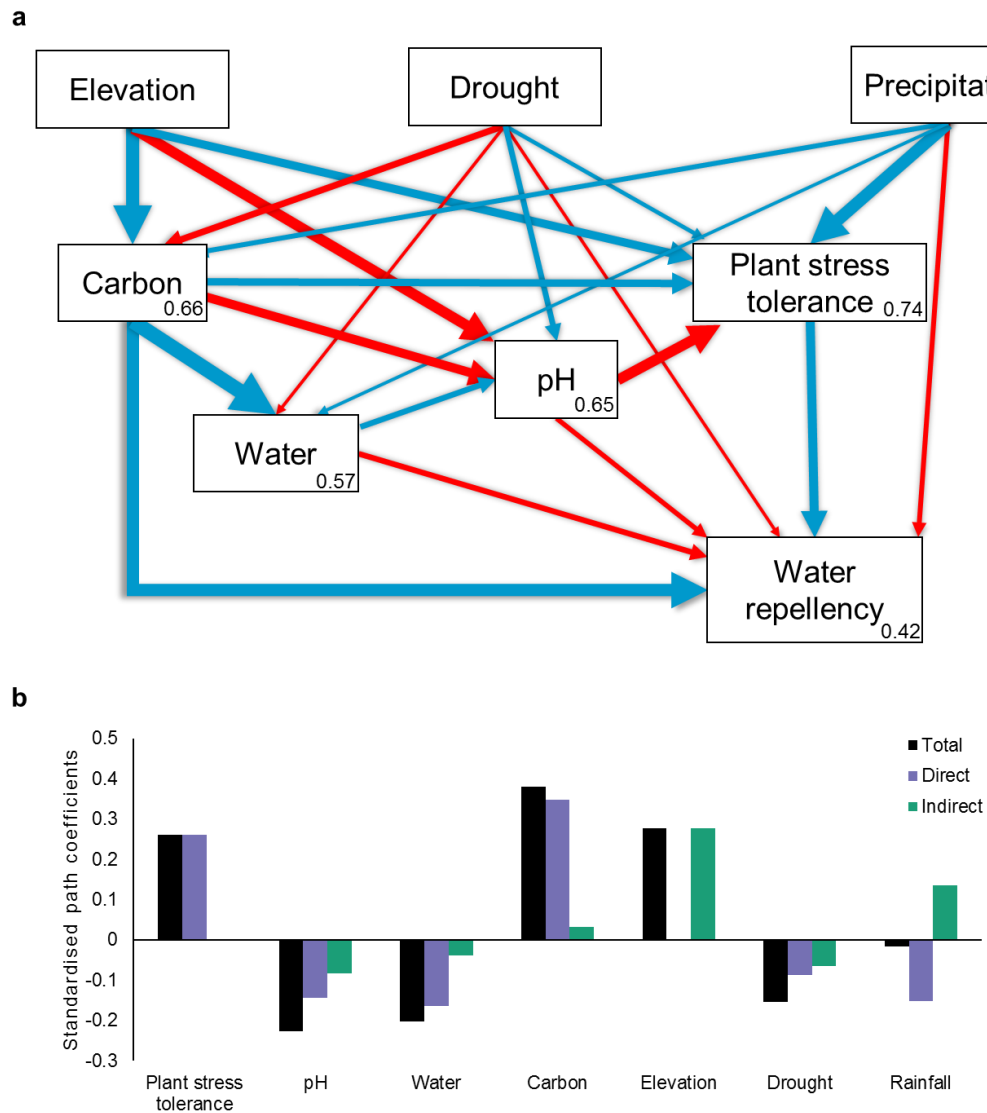 a
Elevation
Drought
Precipitat
Carbon
0.66
Plant stress
tolerance
0.74
pH
0.65
Water
0.57
Water
repellency
0.42
b
Standardised path coefficients
0.5
0.4
0.3
0.2
0.1
0
-0.1
-0.2
-0.3
Total
Direct
Indirect
Plant stress
tolerance
pH
Water
Carbon
Elevation
Drought
Rainfall